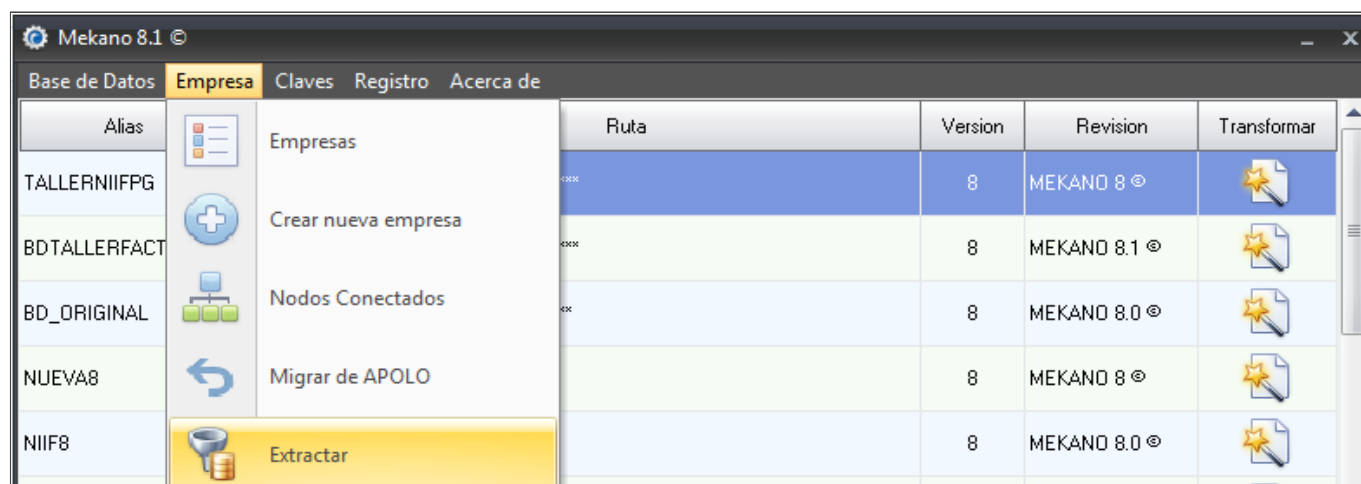 Mekano 8.1 ©
Base de Datos Empresa Claves Registro Acerca de
Alias Ruta Version Revision Transformar
Empresas
TALLERNIIFPG *** 8 MEKANO 8 ©
Crear nueva empresa
BDTALLERFACT *** 8 MEKANO 8.1 ©
Nodos Conectados
BD_ORIGINAL ** 8 MEKANO 8.0 ©
NUEVA8 Migrar de APOLO 8 MEKANO 8 ©
NIIF8 Extractar 8 MEKANO 8.0 ©